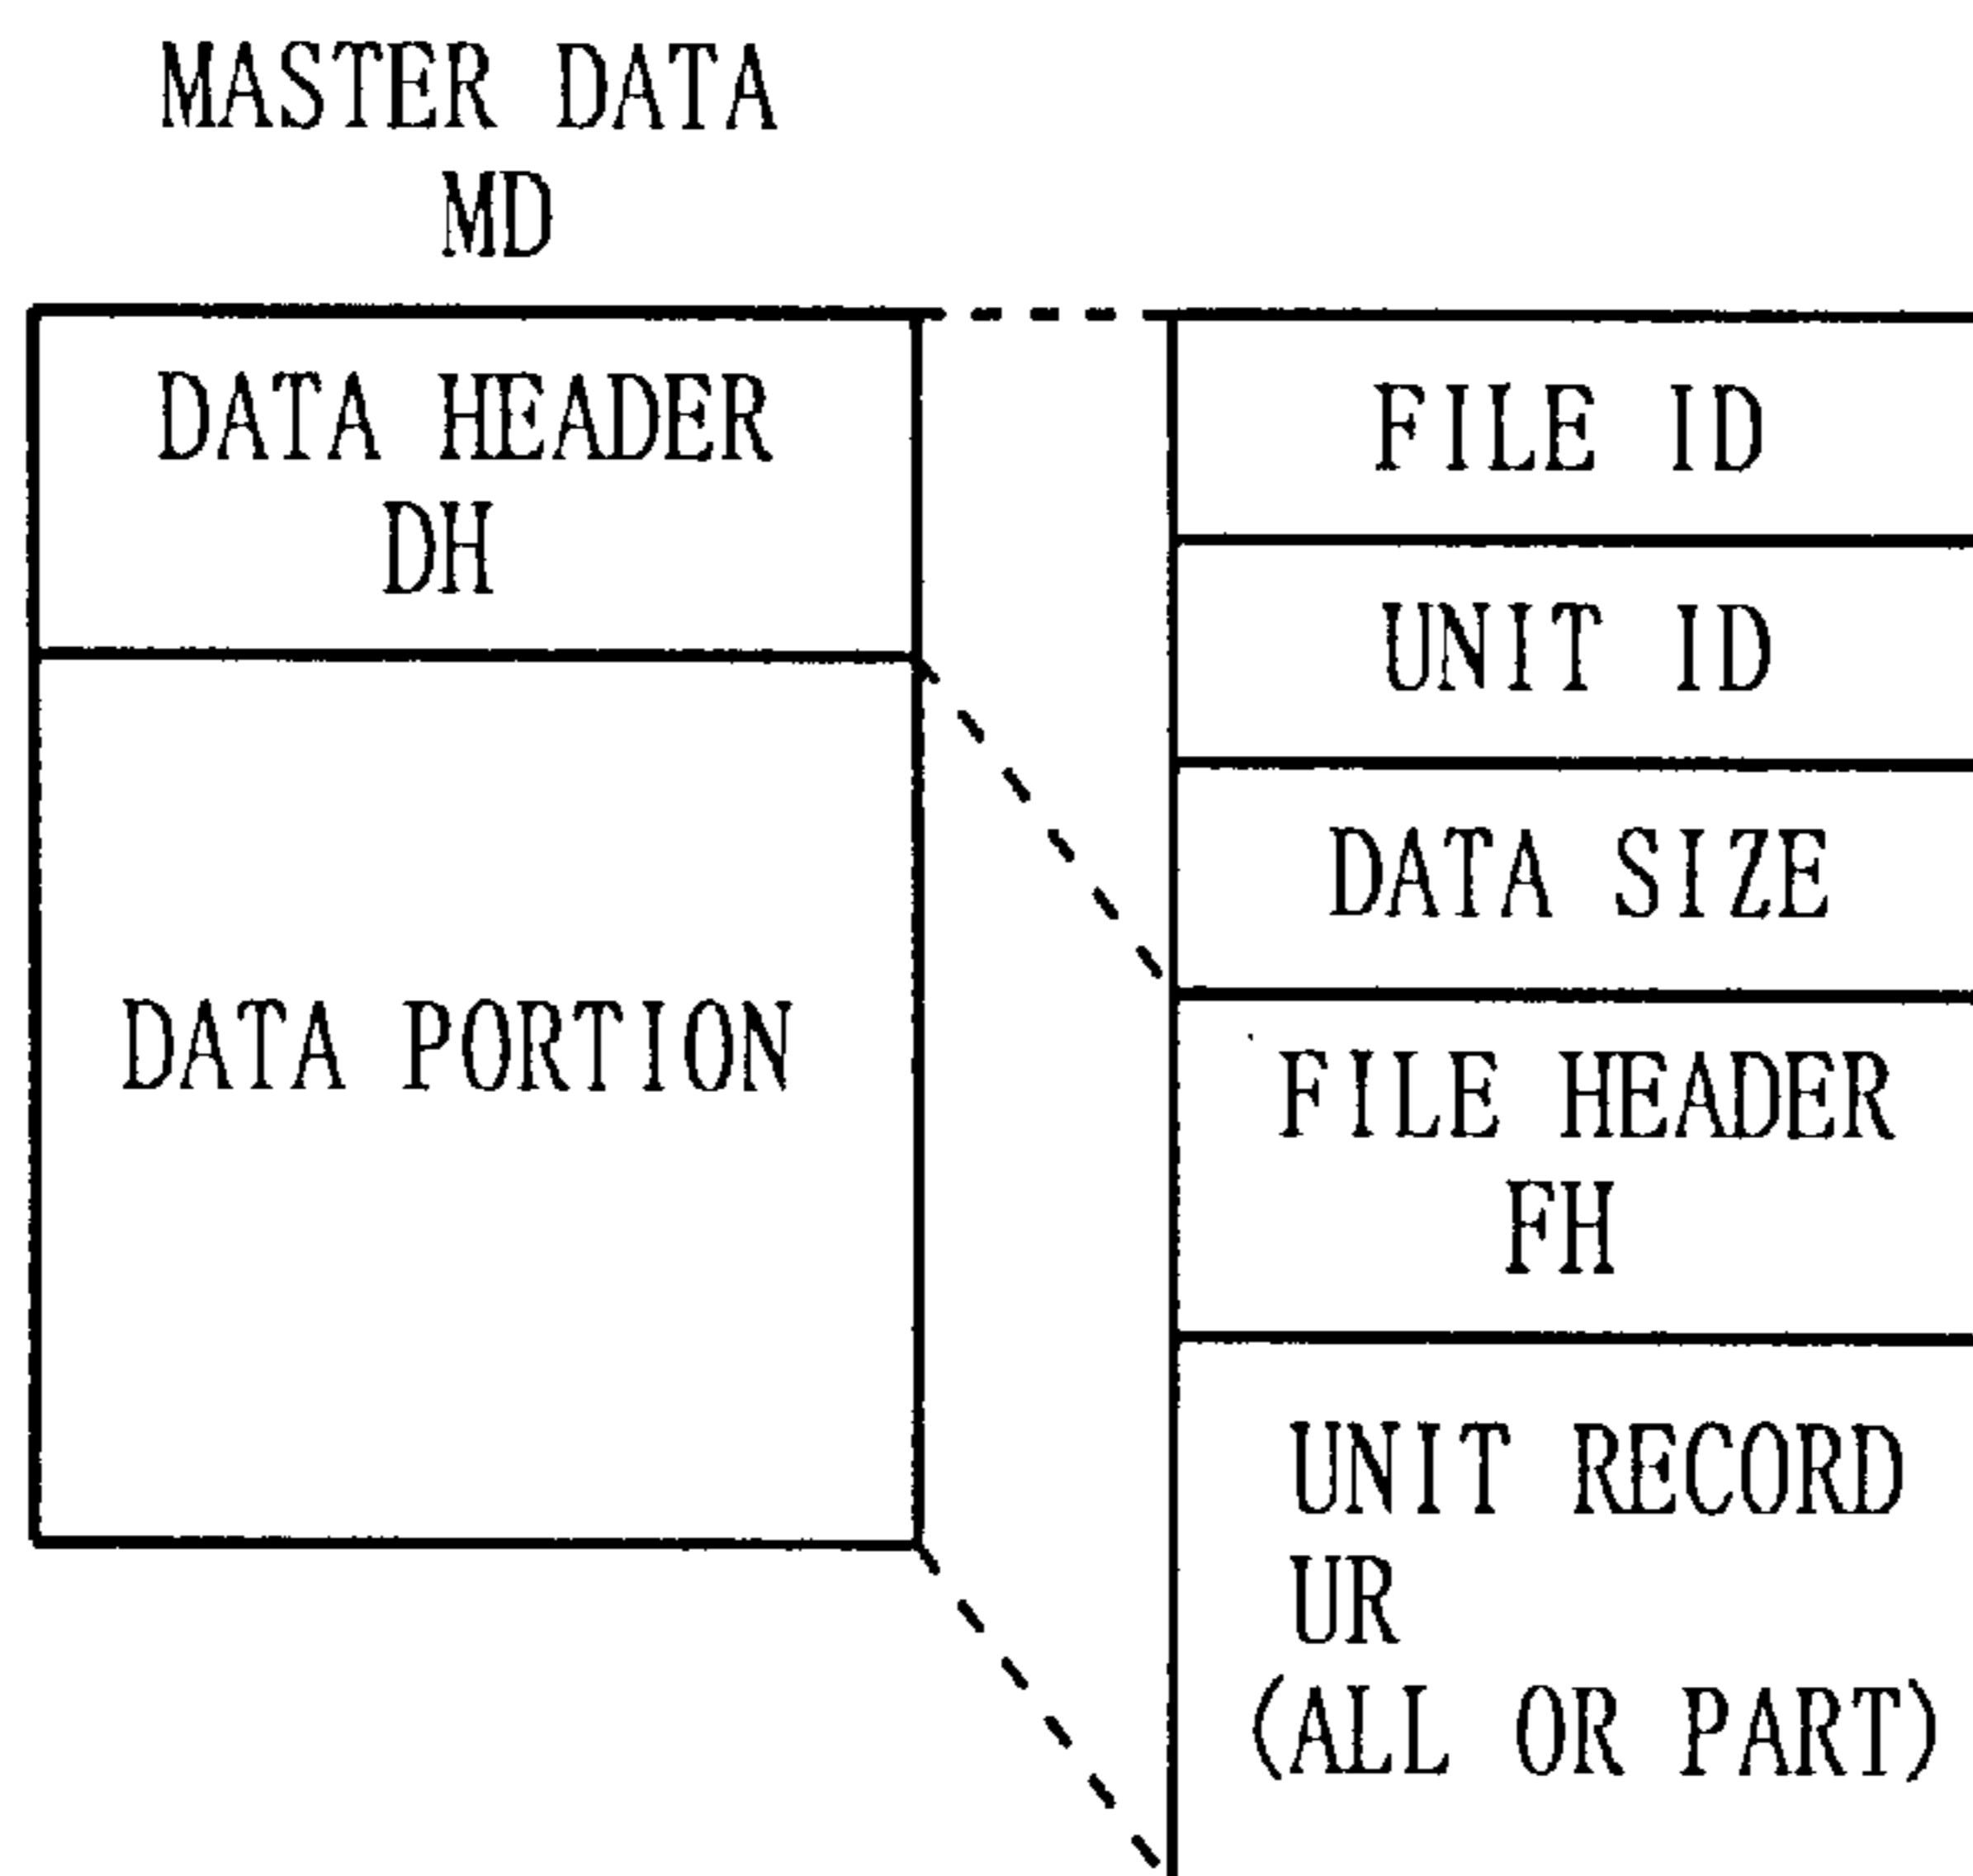 MASTER DATA
MD
DATA HEADER
DH
DATA PORTION
FILE ID
UNIT ID
DATA SIZE
FILE HEADER
FH
UNIT RECORD
UR
(ALL OR PART)